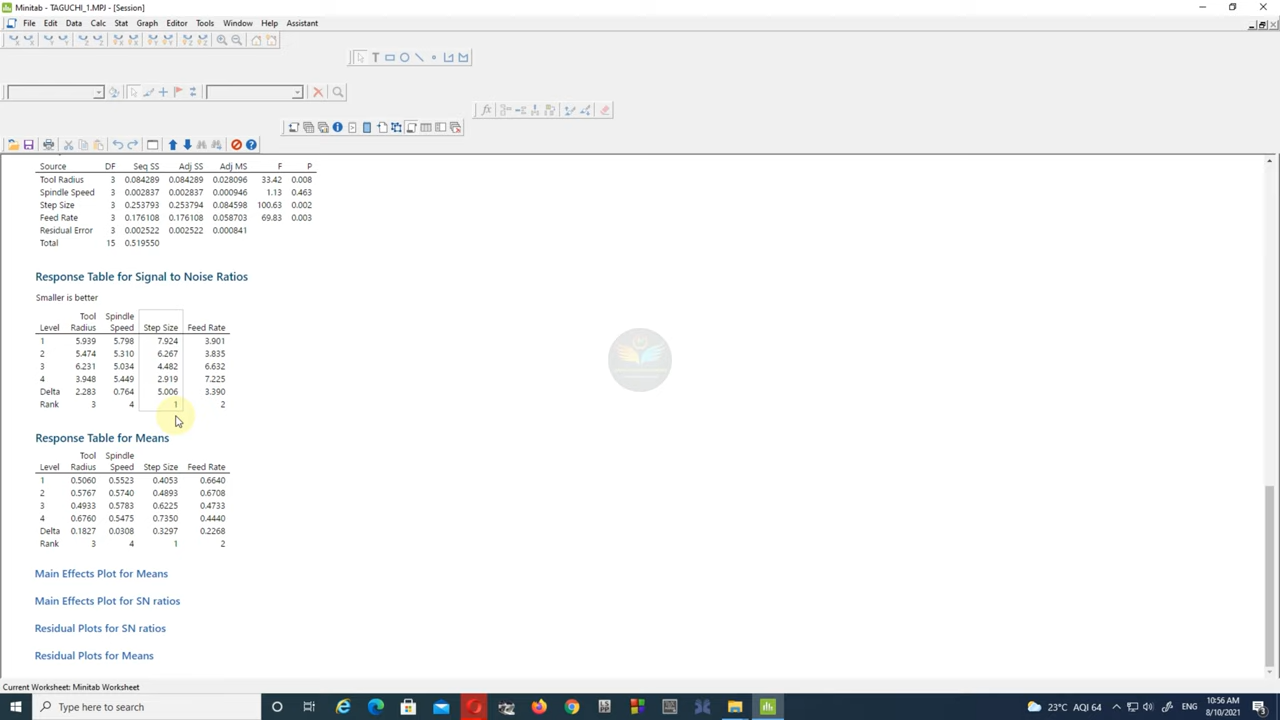 Minitab - TAGUCHI_1.MPJ - [Session]
File Edit Data Calc Stat Graph Editor Tools Window Help Assistant
Source DF Seq SS Adj SS Adj MS F P
Tool Radius 3 0.084289 0.084289 0.028096 33.42 0.008
Spindle Speed 3 0.002837 0.002837 0.000946 1.13 0.463
Step Size 3 0.253793 0.253794 0.084598 100.63 0.002
Feed Rate 3 0.176108 0.176108 0.058703 69.83 0.003
Residual Error 3 0.002522 0.002522 0.000841
Total 15 0.519550
Response Table for Signal to Noise Ratios
Smaller is better
Tool Spindle
Level Radius Speed Step Size Feed Rate
1 5.939 5.798 7.924 3.901
2 5.474 5.310 6.267 3.835
3 6.231 5.034 4.482 6.632
4 3.948 5.449 2.919 7.225
Delta 2.283 0.764 5.006 3.390
Rank 3 4 1 2
Response Table for Means
Tool Spindle
Level Radius Speed Step Size Feed Rate
1 0.5060 0.5523 0.4053 0.6640
2 0.5767 0.5740 0.4893 0.6708
3 0.4933 0.5783 0.6225 0.4733
4 0.6760 0.5475 0.7350 0.4440
Delta 0.1827 0.0308 0.3297 0.2268
Rank 3 4 1 2
Main Effects Plot for Means
Main Effects Plot for SN ratios
Residual Plots for SN ratios
Residual Plots for Means
Current Worksheet: Minitab Worksheet
Type here to search
23°C AQI 64
ENG
10:56 AM
8/10/2021